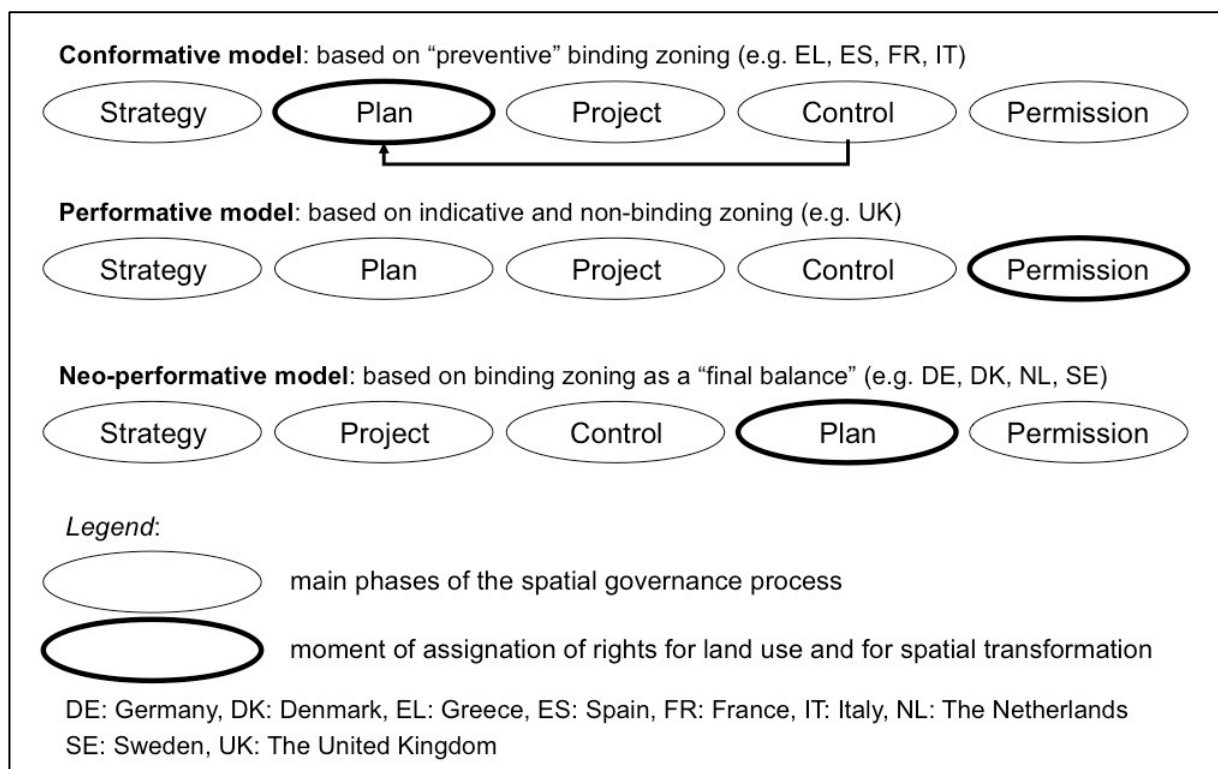 Conformative model: based on “preventive” binding zoning (e.g. EL, ES, FR, IT)
Strategy Plan Project Control Permission
Performative model: based on indicative and non-binding zoning (e.g. UK)
Strategy Plan Project Control Permission
Neo-performative model: based on binding zoning as a “final balance” (e.g. DE, DK, NL, SE)
Strategy Project Control Plan Permission
Legend:
main phases of the spatial governance process
moment of assignation of rights for land use and for spatial transformation
DE: Germany, DK: Denmark, EL: Greece, ES: Spain, FR: France, IT: Italy, NL: The Netherlands
SE: Sweden, UK: The United Kingdom